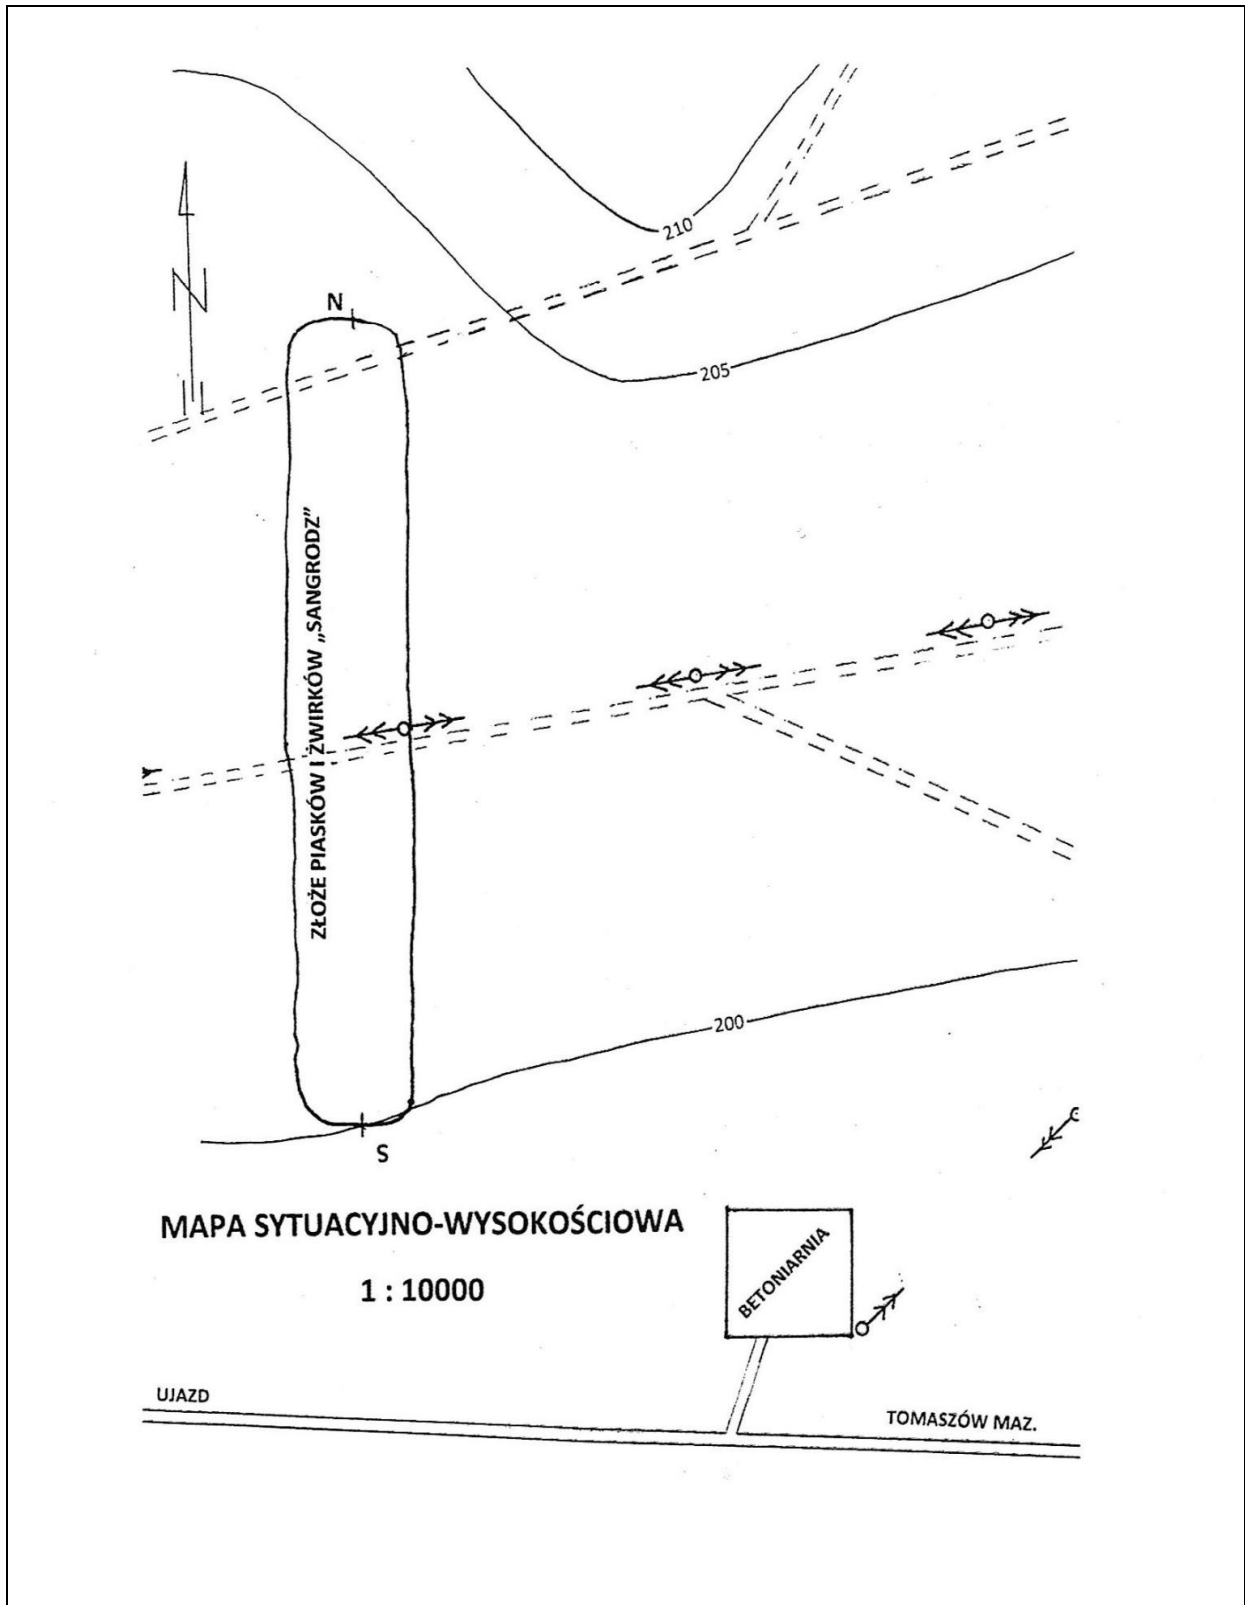 210
N
N
205
ZŁOŻE PIASKÓW I ŻWIRKÓW „SANGRODZ”
200
S
MAPA SYTUACYJNO-WYSOKOŚCIOWA
1 : 10000
BETONIARNIA
UJAZD
TOMASZÓW MAZ.